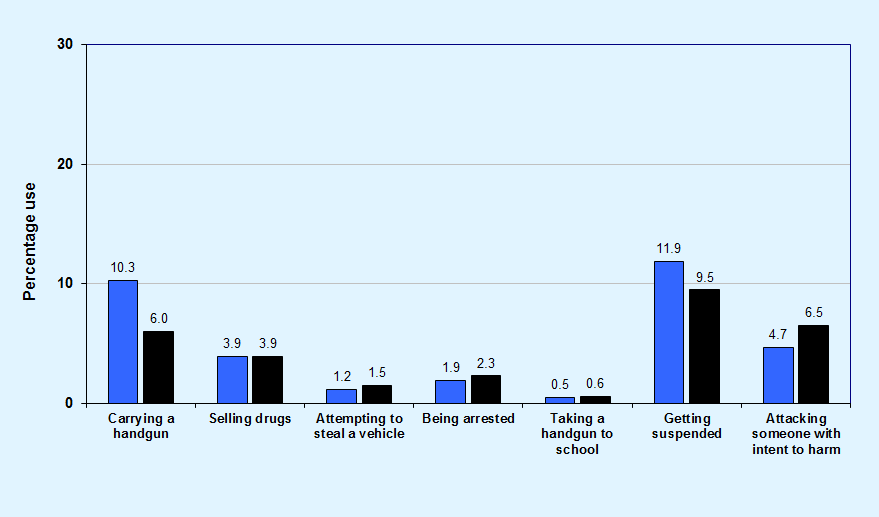 30
20
10
0
Percentage use
10.3
6.0
3.9
3.9
1.2
1.5
1.9
2.3
0.5
0.6
11.9
9.5
4.7
6.5
Carrying a
handgun
Selling drugs
Attempting to
steal a vehicle
Being arrested
Taking a
handgun to
school
Getting
suspended
Attacking
someone with
intent to harm